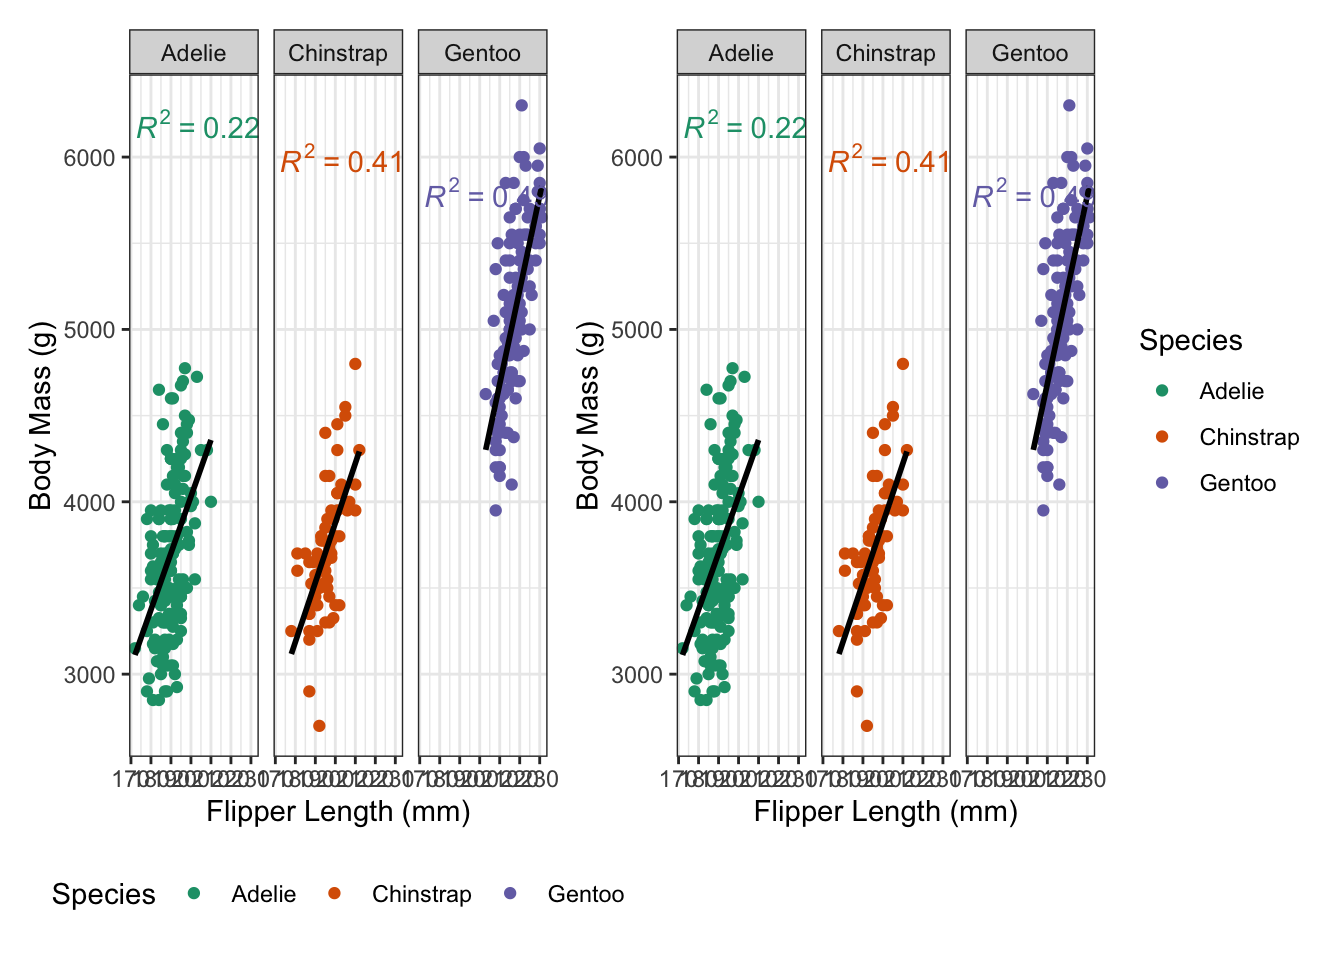 Adelie Chinstrap Gentoo
R² = 0.22
R² = 0.41
Body Mass (g)
6000
5000
4000
3000
Flipper Length (mm)
Species Adelie Chinstrap Gentoo
Adelie Chinstrap Gentoo
R² = 0.22
R² = 0.41
Body Mass (g)
6000
5000
4000
3000
Flipper Length (mm)
Species
Adelie
Chinstrap
Gentoo